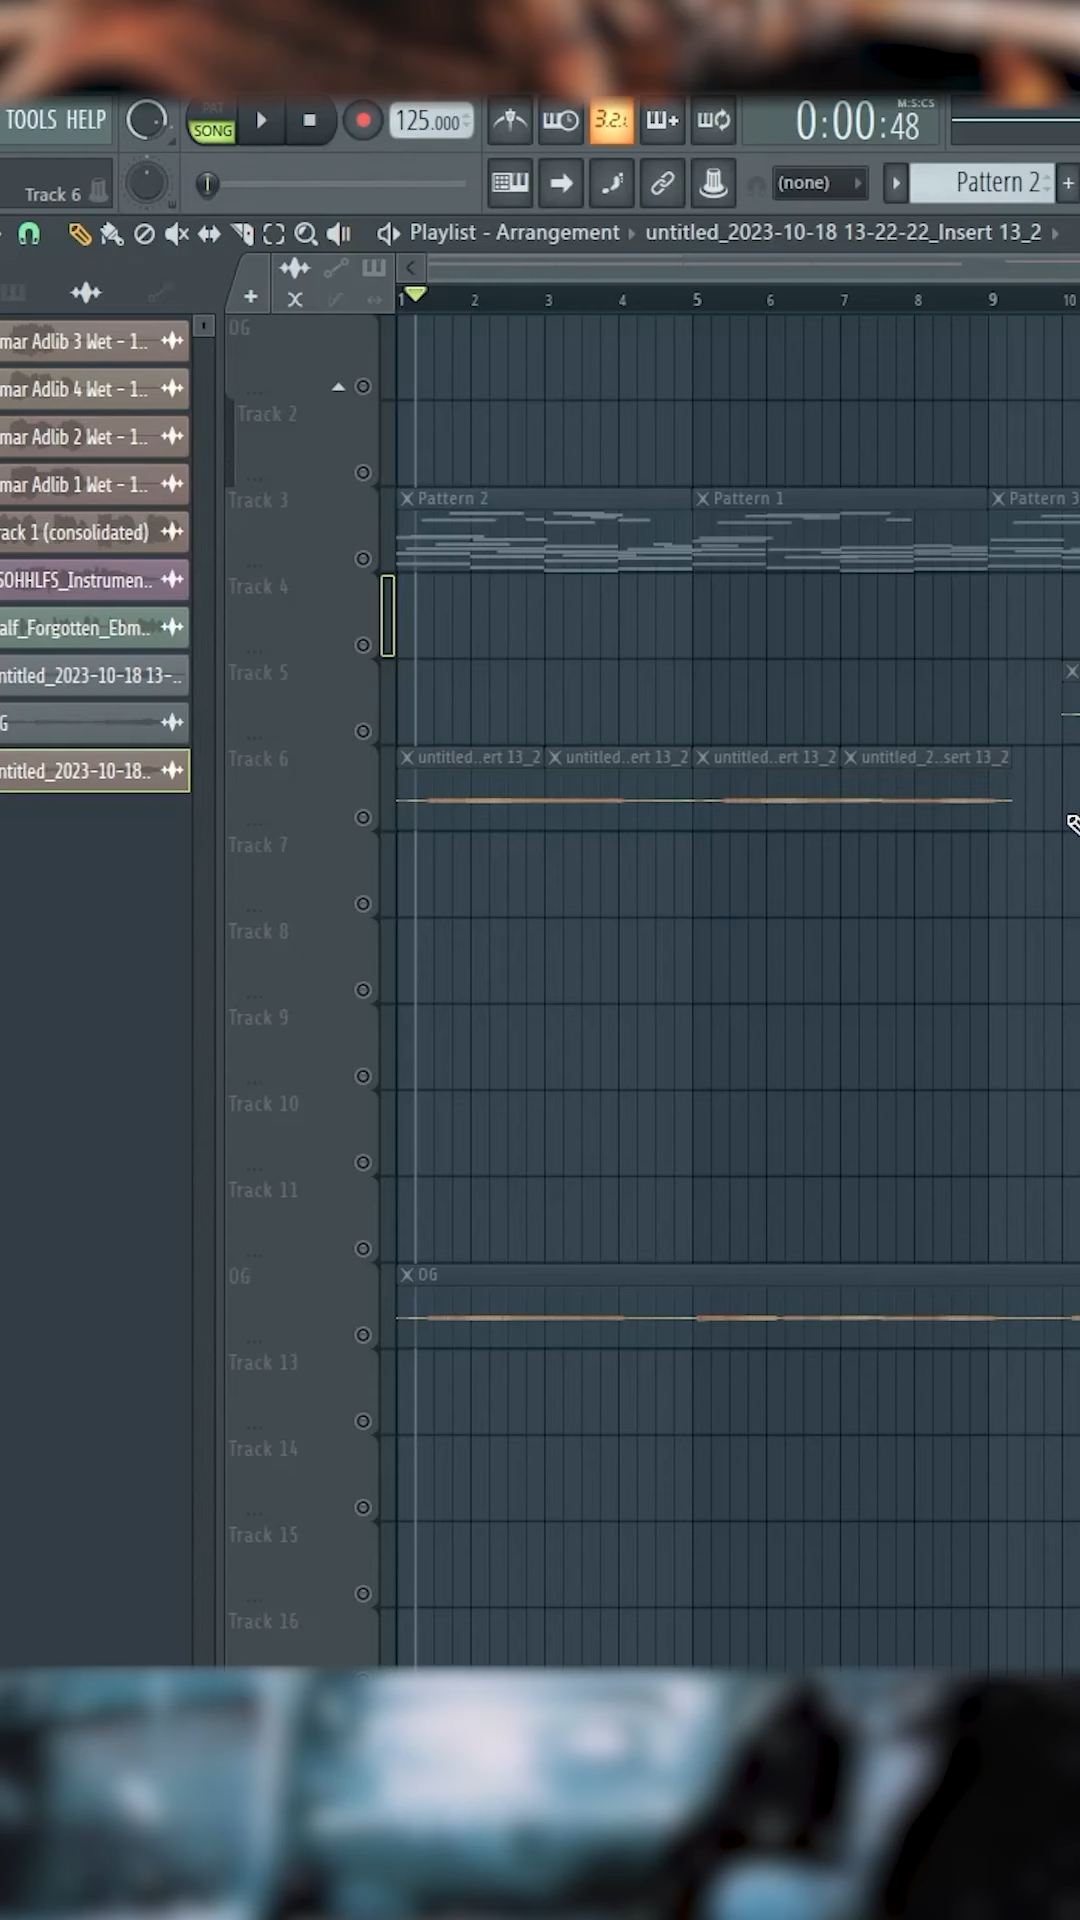 TOOLS HELP
PAT
SONG
125.000
3.2.
M:S:CS
0:00:48
Track 6
(none)
Pattern 2
+
Playlist - Arrangement
untitled_2023-10-18 13-22-22_Insert 13_2
1 2 3 4 5 6 7 8 9 10
mar Adlib 3 Wet - 1..
mar Adlib 4 Wet - 1..
mar Adlib 2 Wet - 1..
mar Adlib 1 Wet - 1..
rack 1 (consolidated)
SOHHLFS_Instrumen..
alf_Forgotten_Ebm..
ntitled_2023-10-18 13-..
G
ntitled_2023-10-18..
OG
Track 2
Track 3
Pattern 2
Pattern 1
Pattern 3
Track 4
Track 5
Track 6
untitled..ert 13_2
untitled..ert 13_2
untitled..ert 13_2
untitled_2..sert 13_2
Track 7
Track 8
Track 9
Track 10
Track 11
OG
OG
Track 13
Track 14
Track 15
Track 16